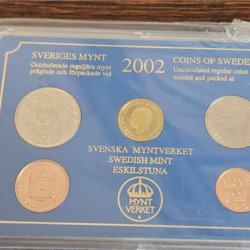 SVERIGES MYNT
Ocirkulerade reguljära mynt
präglade och förpackade vid
2002
COINS OF SWEDE
Uncirculated regular coins
minted and packed at
SVENSKA MYNTVERKET
SWEDISH MINT
ESKILSTUNA
MYNT
VERKET